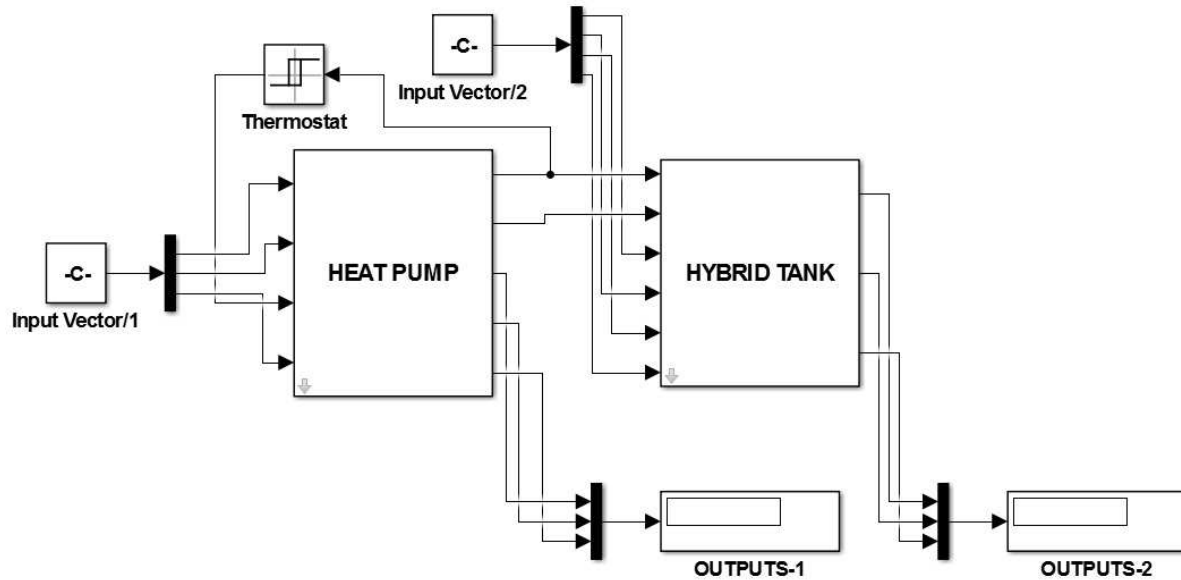 -C-
Input Vector/2
Thermostat
HEAT PUMP
HYBRID TANK
-C-
Input Vector/1
OUTPUTS-1
OUTPUTS-2